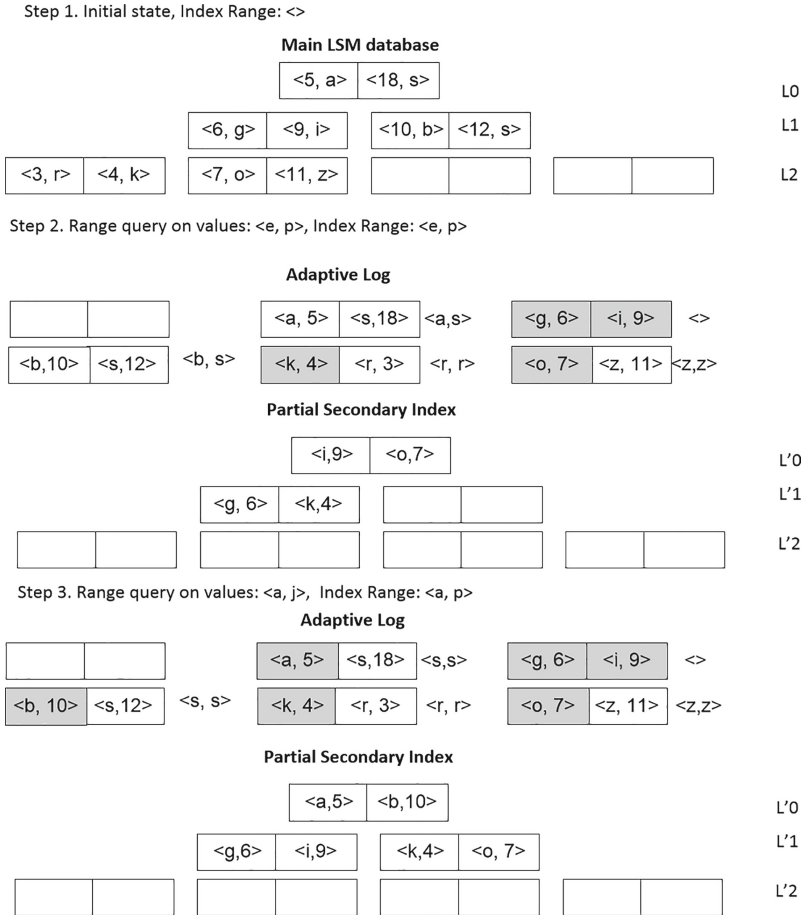 Step 1. Initial state, Index Range: <>
Main LSM database
<5, a> <18, s>
L0
<6, g> <9, i> <10, b> <12, s> L1
<3, r> <4, k> <7, o> <11, z> L2
Step 2. Range query on values: <e, p>, Index Range: <e, p>
Adaptive Log
<a, 5> <s,18> <a,s> <g, 6> <i, 9> <>
<b,10> <s,12> <b, s> <k, 4> <r, 3> <r, r> <o, 7> <z, 11> <z,z>
Partial Secondary Index
<i,9> <o,7> L'0
<g, 6> <k,4> L'1
L'2
Step 3. Range query on values: <a, j>, Index Range: <a, p>
Adaptive Log
<a, 5> <s,18> <s,s> <g, 6> <i, 9> <>
<b, 10> <s,12> <s, s> <k, 4> <r, 3> <r, r> <o, 7> <z, 11> <z,z>
Partial Secondary Index
<a,5> <b,10> L'0
<g,6> <i,9> <k,4> <o, 7> L'1
L'2